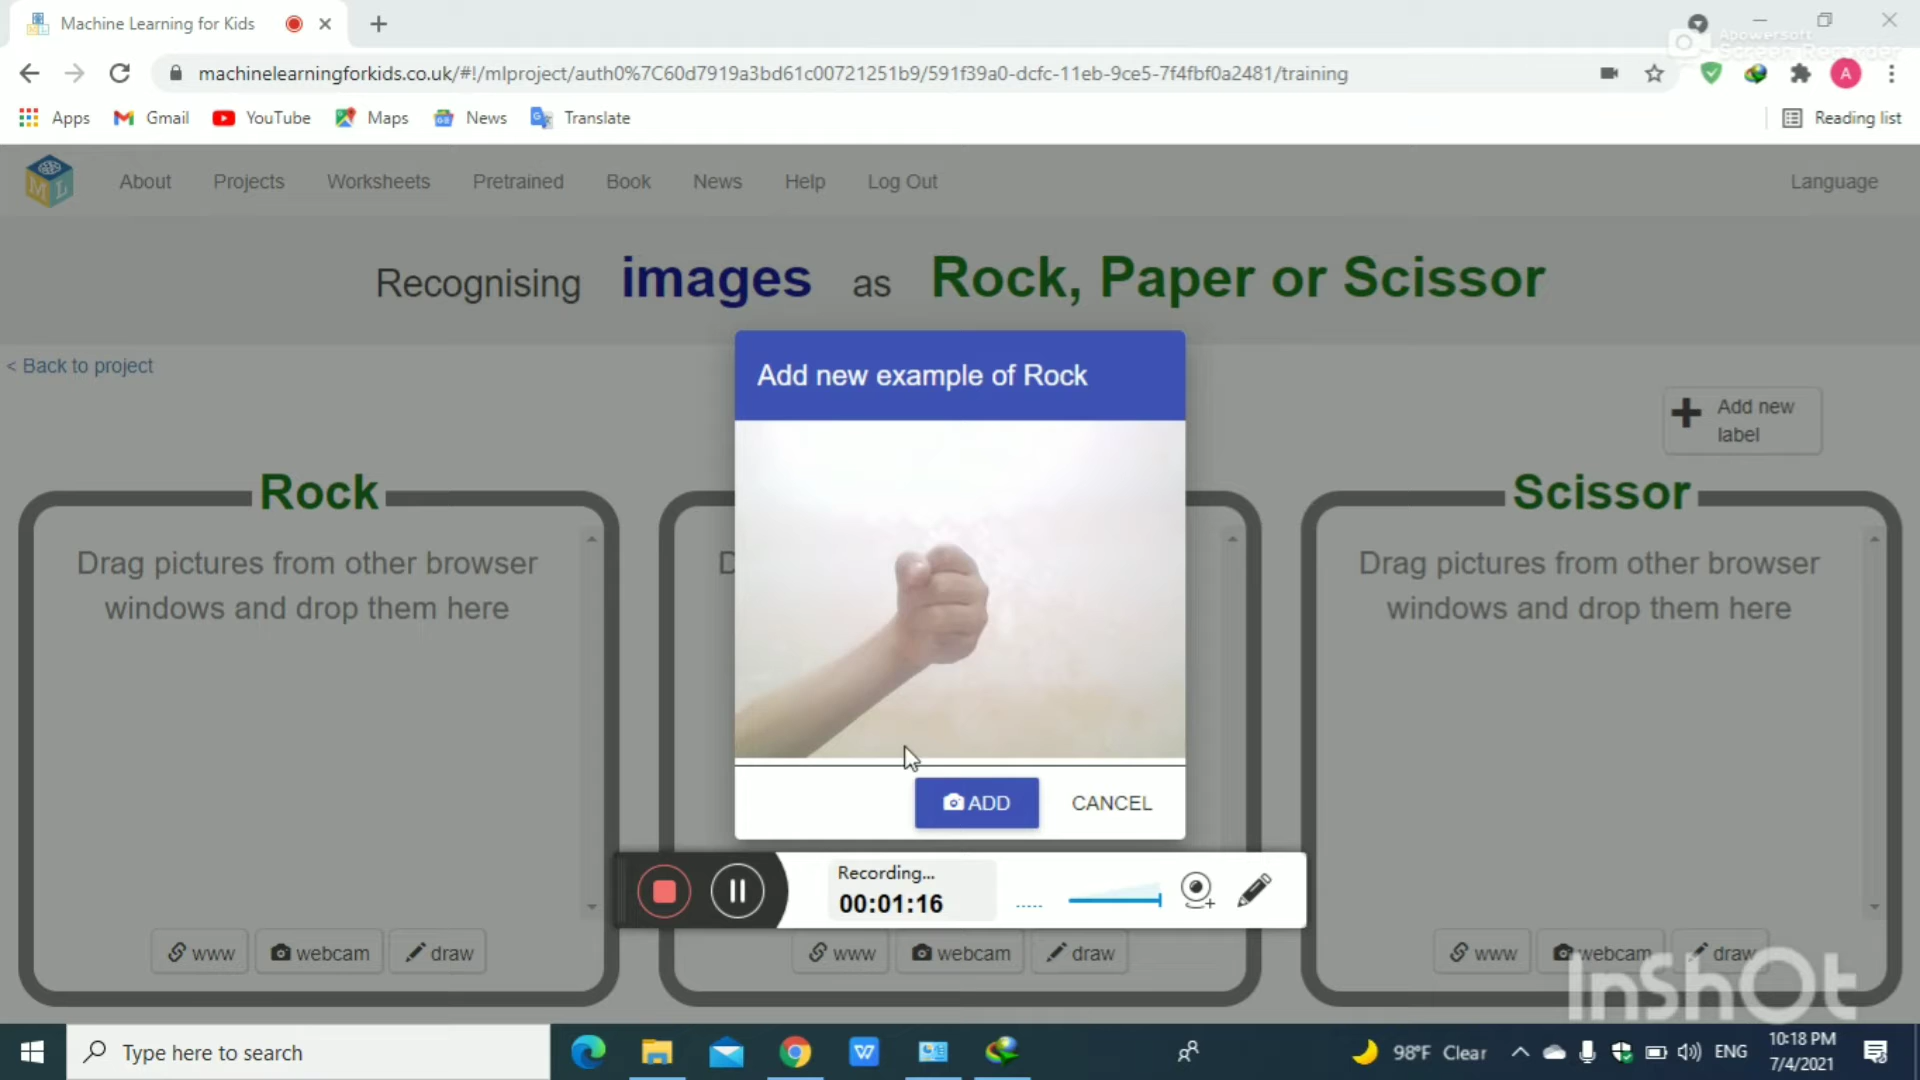 Machine Learning for Kids
Apowersoft
Screen Recorder
machinelearningforkids.co.uk/#!/mlproject/auth0%7C60d7919a3bd61c00721251b9/591f39a0-dcfc-11eb-9ce5-7f4fbf0a2481/training
A
Apps Gmail YouTube Maps News Translate Reading list
ML About Projects Worksheets Pretrained Book News Help Log Out Language
Recognising images as Rock, Paper or Scissor
< Back to project
Add new example of Rock
Add new
label
Rock
Scissor
Drag pictures from other browser
windows and drop them here
D
Drag pictures from other browser
windows and drop them here
ADD CANCEL
Recording...
00:01:16
www webcam draw
www webcam draw
www webcam draw
InShOt
Type here to search
W
98°F Clear
ENG
10:18 PM
7/4/2021